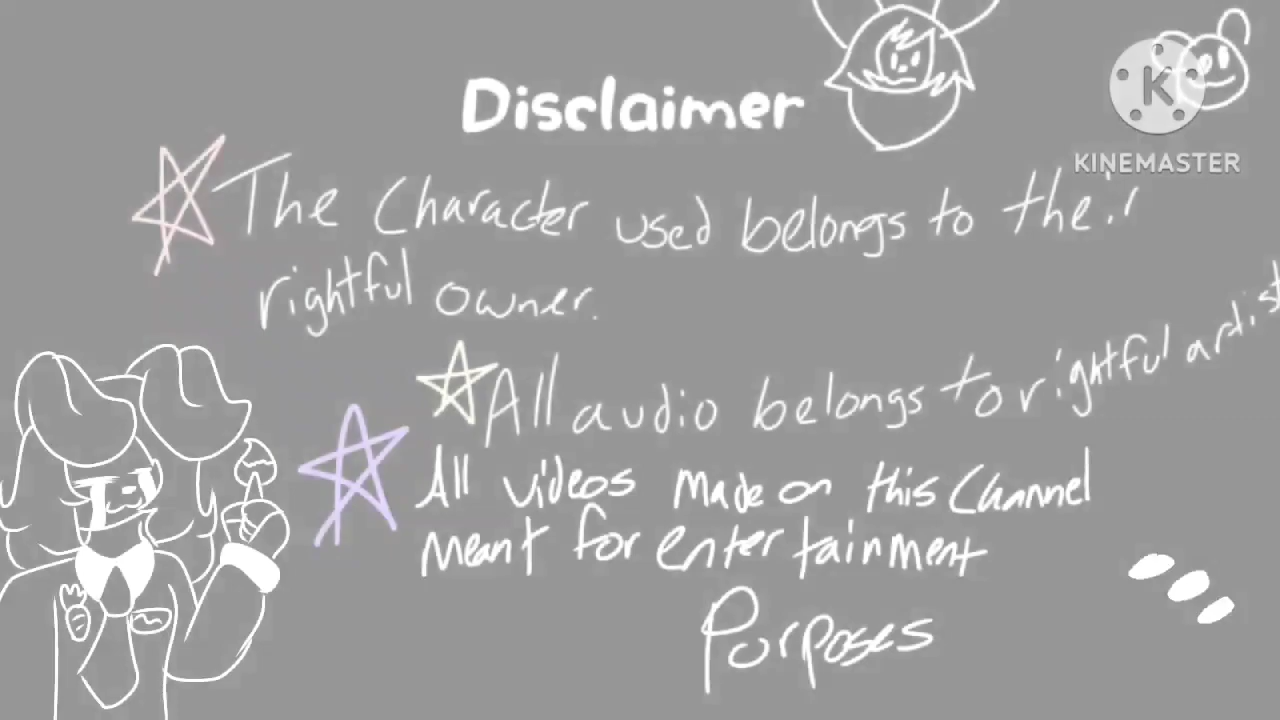 Disclaimer
K
KINEMASTER
The Character used belongs to their
rightful owner.
All audio belongs to rightful artist
All videos made on this Channel
meant for entertainment
Purposes